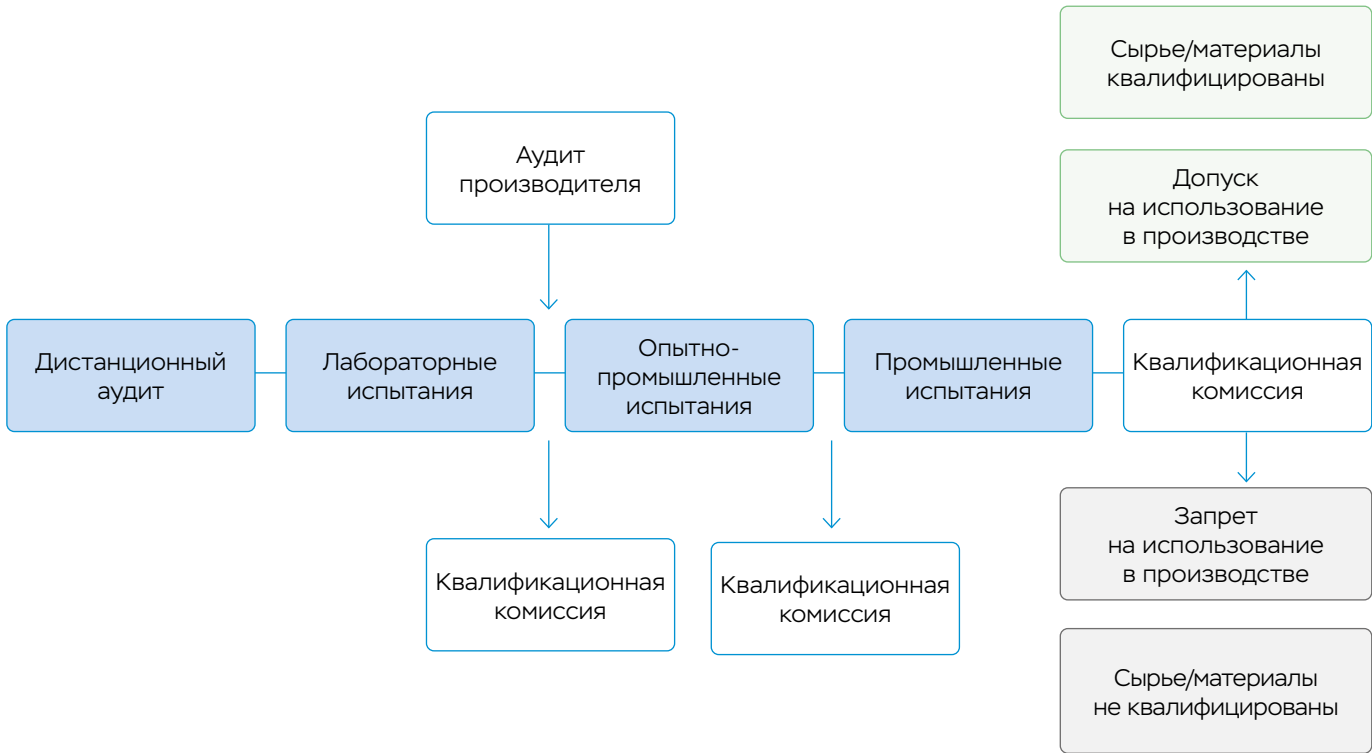 Сырье/материалы
квалифицированы
Аудит
производителя
Допуск
на использование
в производстве
Дистанционный
аудит
Лабораторные
испытания
Опытно-
промышленные
испытания
Промышленные
испытания
Квалификационная
комиссия
Квалификационная
комиссия
Квалификационная
комиссия
Запрет
на использование
в производстве
Сырье/материалы
не квалифицированы